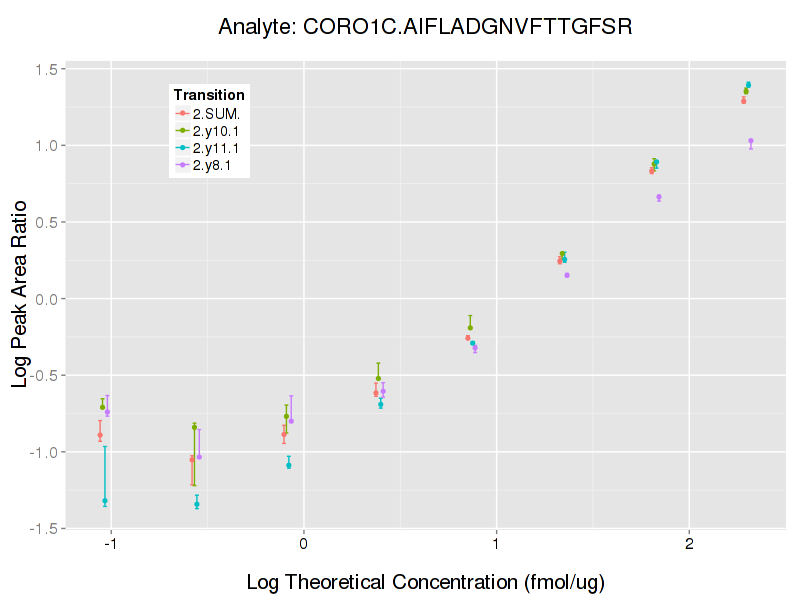 Analyte: CORO1C.AIFLADGNVFTTGFSR
Log Peak Area Ratio
1.5
1.0
0.5
0.0
-0.5
-1.0
-1.5
Transition
2.SUM.
2.y10.1
2.y11.1
2.y8.1
-1
0
1
2
Log Theoretical Concentration (fmol/ug)